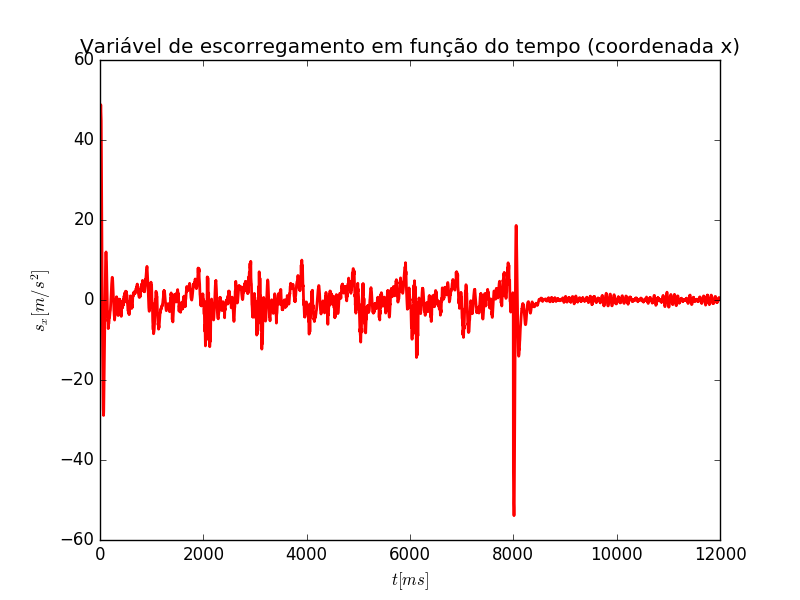 Variável de escorregamento em função do tempo (coordenada x)
60
40
20
0
−20
−40
−60
s_x[m/s²]
0 2000 4000 6000 8000 10000 12000
t[ms]